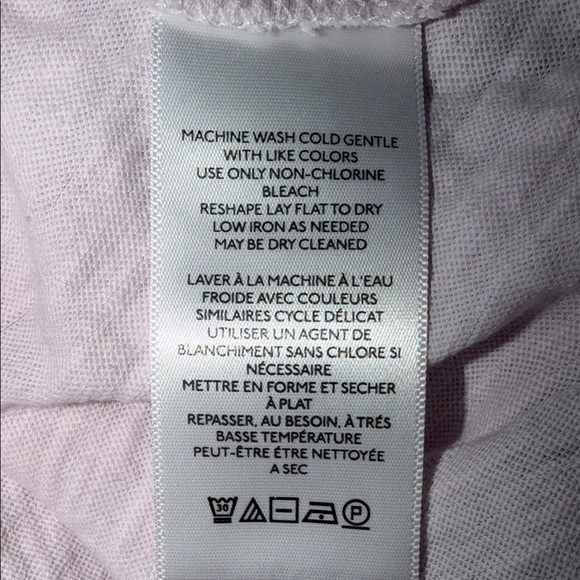 MACHINE WASH COLD GENTLE
WITH LIKE COLORS
USE ONLY NON-CHLORINE
BLEACH
RESHAPE LAY FLAT TO DRY
LOW IRON AS NEEDED
MAY BE DRY CLEANED
LAVER À LA MACHINE À L'EAU
FROIDE AVEC COULEURS
SIMILAIRES CYCLE DÉLICAT
UTILISER UN AGENT DE
BLANCHIMENT SANS CHLORE SI
NÉCESSAIRE
METTRE EN FORME ET SECHER
À PLAT
REPASSER, AU BESOIN, À TRÉS
BASSE TEMPÉRATURE
PEUT-ÊTRE ÉTRE NETTOYÉE
A SEC
30 P